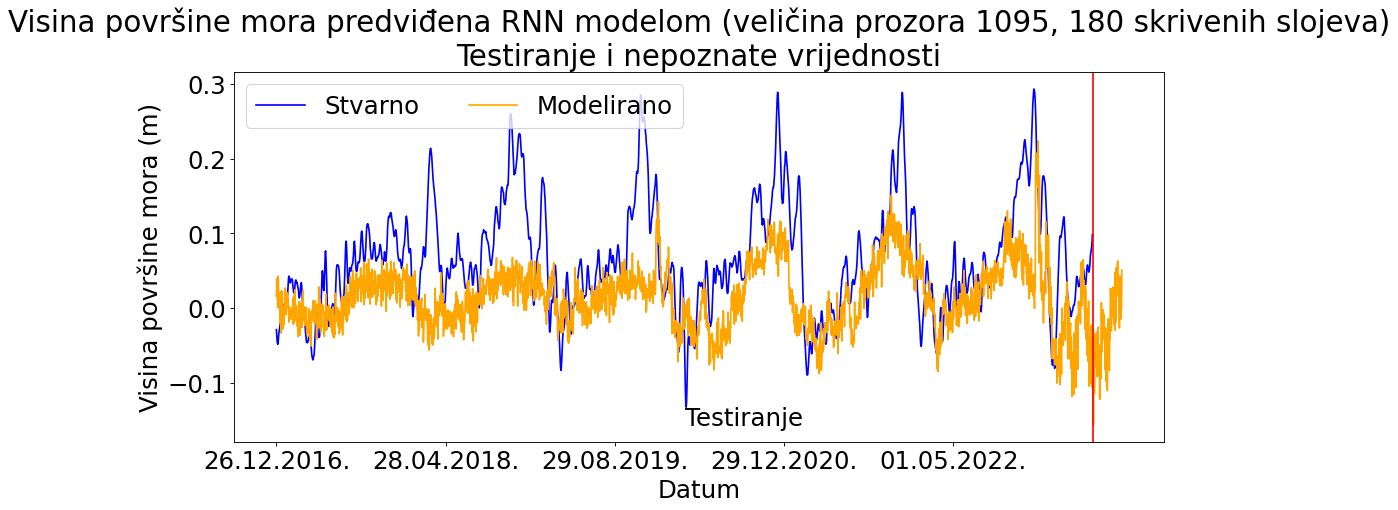 Visina površine mora predviđena RNN modelom (veličina prozora 1095, 180 skrivenih slojeva)
Testiranje i nepoznate vrijednosti
Stvarno
Modelirano
Visina površine mora (m)
0.3
0.2
0.1
0.0
−0.1
Testiranje
26.12.2016.
28.04.2018.
29.08.2019.
29.12.2020.
01.05.2022.
Datum